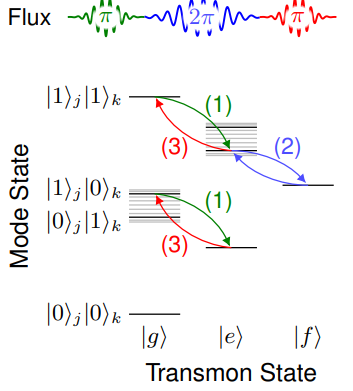 Flux π 2π π
|1⟩ⱼ|1⟩ₖ (1)
(3) (2)
|1⟩ⱼ|0⟩ₖ (1)
|0⟩ⱼ|1⟩ₖ (3)
|0⟩ⱼ|0⟩ₖ
Mode State
|g⟩ |e⟩ |f⟩
Transmon State